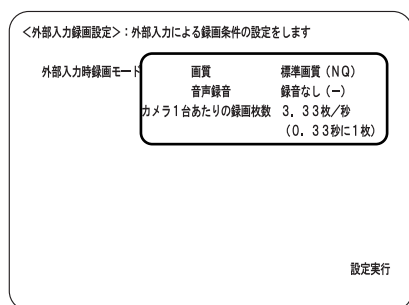 ＜外部入力録画設定＞：外部入力による録画条件の設定をします
外部入力時録画モード 画質 標準画質（NQ）
音声録音 録音なし（−）
カメラ1台あたりの録画枚数 3．33枚／秒
（0．33秒に1枚）
設定実行